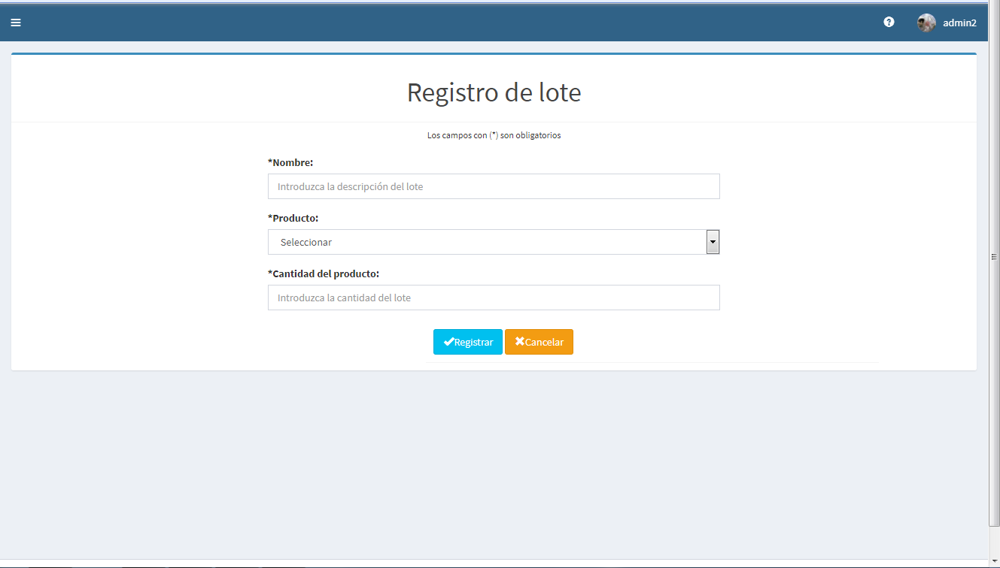 admin2
Registro de lote
Los campos con (*) son obligatorios
*Nombre:
Introduzca la descripción del lote
*Producto:
Seleccionar
*Cantidad del producto:
Introduzca la cantidad del lote
Registrar Cancelar